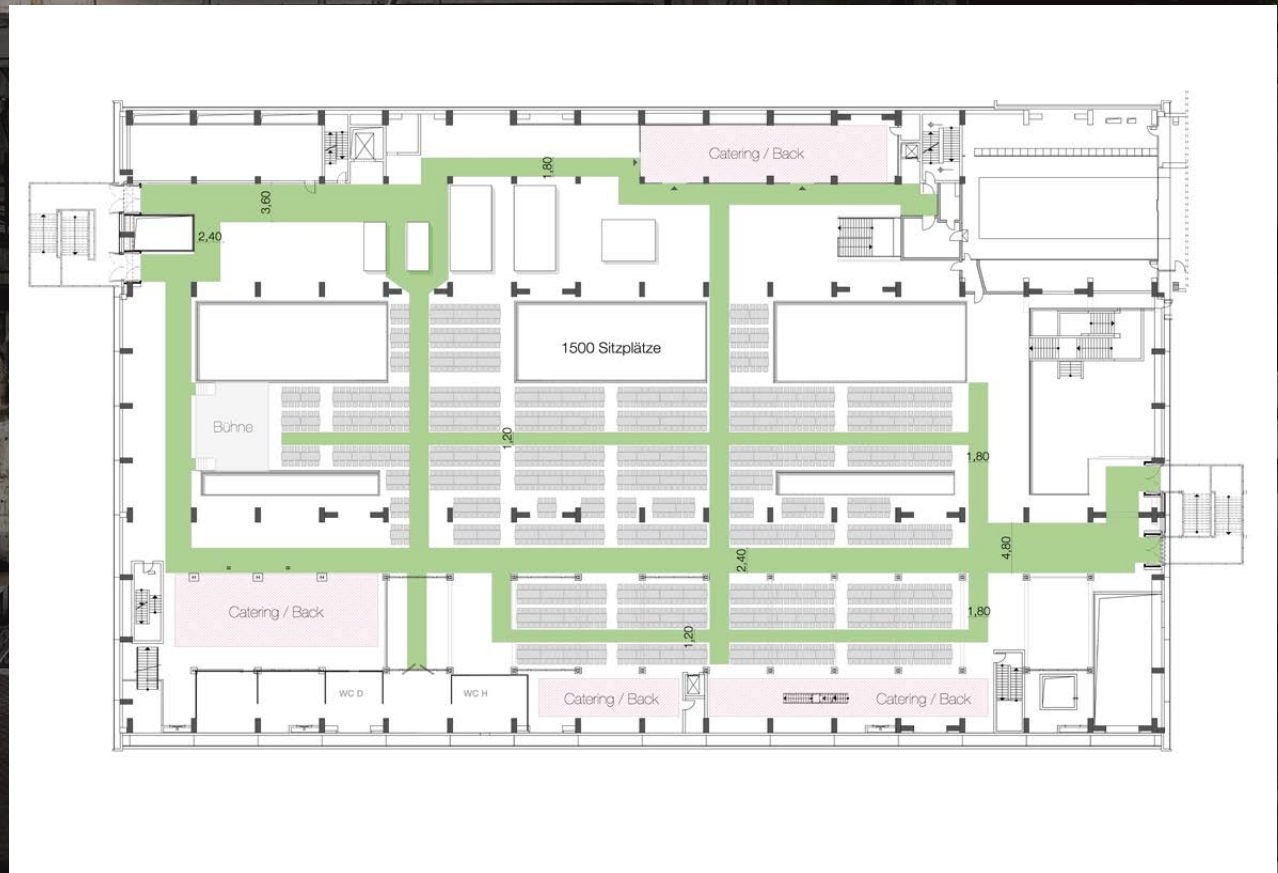 Catering / Back
1,80
3,60
2,40
1500 Sitzplätze
Bühne
1,20
1,80
4,80
2,40
Catering / Back
1,80
1,20
WC D
WC H
Catering / Back
Catering / Back